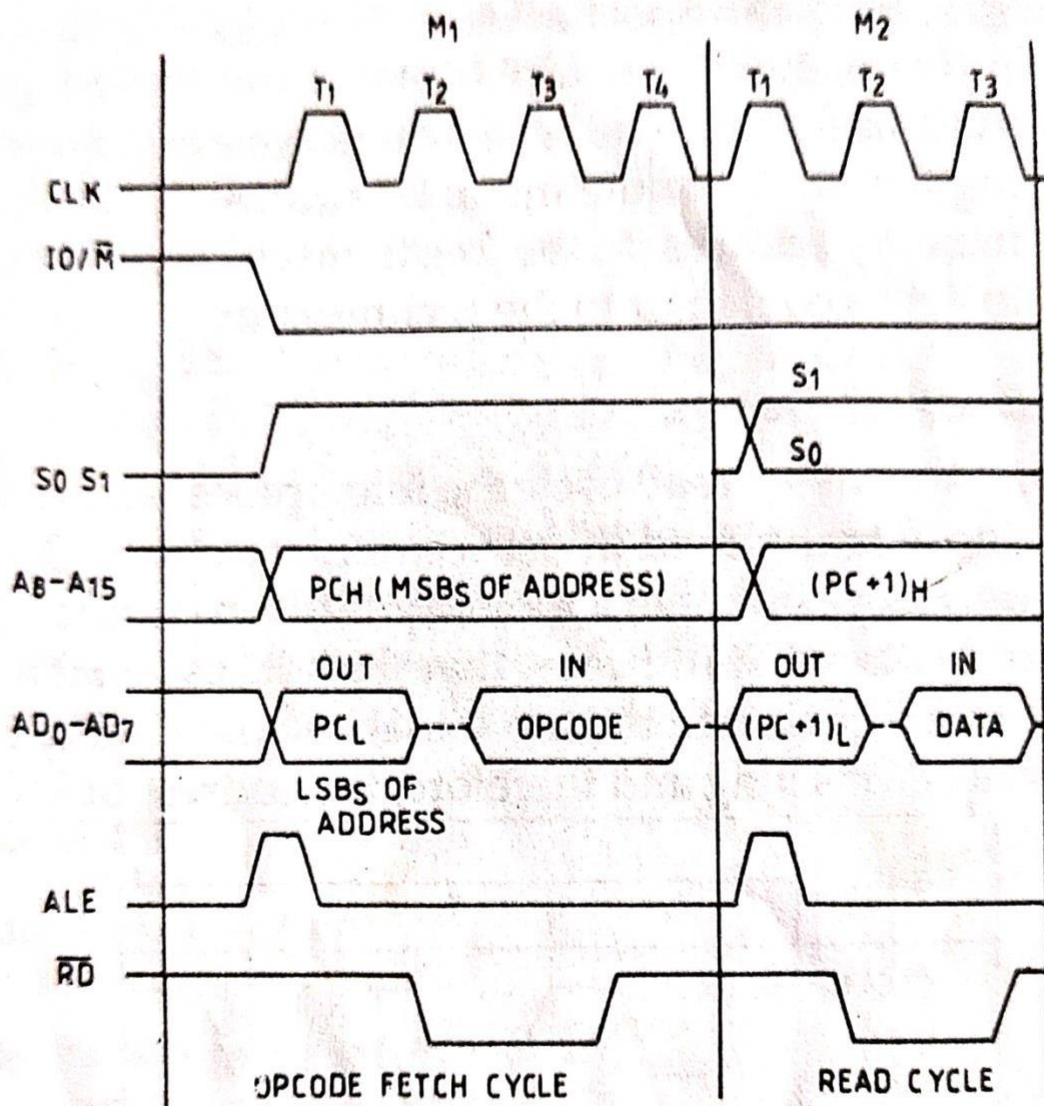 M1 M2
T1 T2 T3 T4 T1 T2 T3
CLK
IO/M̅
S1
S0
S0 S1
A8-A15 PCH (MSBS OF ADDRESS) (PC+1)H
OUT IN OUT IN
AD0-AD7 PCL OPCODE (PC+1)L DATA
LSBS OF
ADDRESS
ALE
R̅D̅
OPCODE FETCH CYCLE READ CYCLE